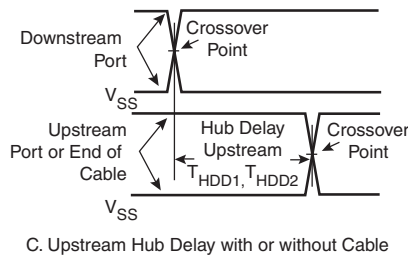 Downstream
Port
Crossover
Point
VSS
Upstream
Port or End of
Cable
Hub Delay
Upstream
THDD1, THDD2
Crossover
Point
VSS
C. Upstream Hub Delay with or without Cable